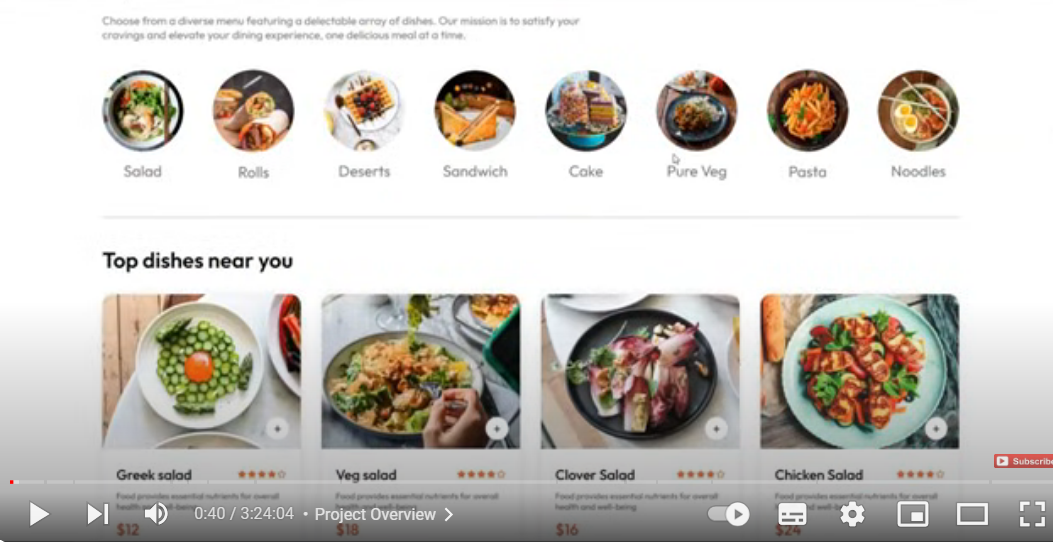 Choose from a diverse menu featuring a delectable array of dishes. Our mission is to satisfy your
cravings and elevate your dining experience, one delicious meal at a time.
Salad Rolls Deserts Sandwich Cake Pure Veg Pasta Noodles
Top dishes near you
Greek salad Veg salad Clover Salad Chicken Salad
Food provides essential nutrients for overall Food provides essential nutrients for overall Food provides essential nutrients for overall Food provides essential nutrients for overall
health and well-being health and well-being health and well-being health and well-being
$12 $18 $16 $24
Subscribe
0:40 / 3:24:04 • Project Overview